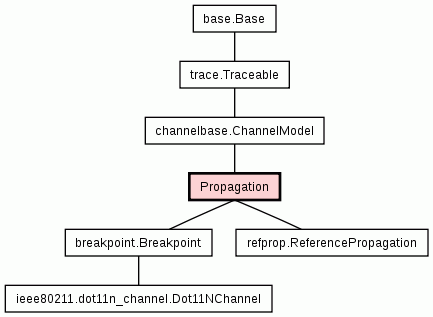 base.Base
trace.Traceable
channelbase.ChannelModel
Propagation
breakpoint.Breakpoint
refprop.ReferencePropagation
ieee80211.dot11n_channel.Dot11NChannel